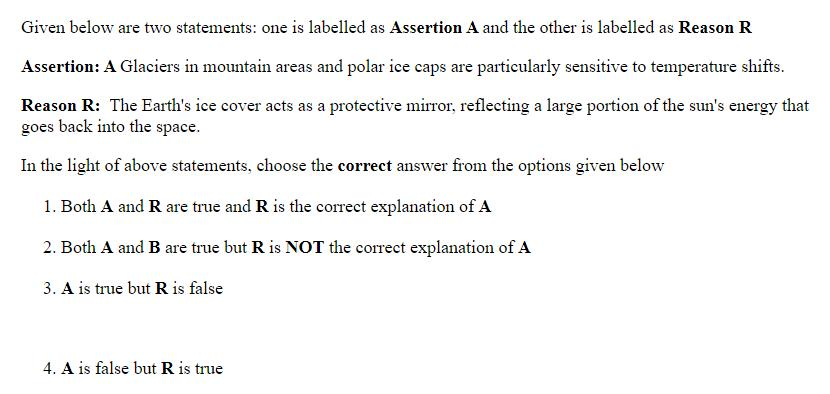 Given below are two statements: one is labelled as Assertion A and the other is labelled as Reason R
Assertion: A Glaciers in mountain areas and polar ice caps are particularly sensitive to temperature shifts.
Reason R: The Earth's ice cover acts as a protective mirror, reflecting a large portion of the sun's energy that
goes back into the space.
In the light of above statements, choose the correct answer from the options given below
1. Both A and R are true and R is the correct explanation of A
2. Both A and B are true but R is NOT the correct explanation of A
3. A is true but R is false
4. A is false but R is true